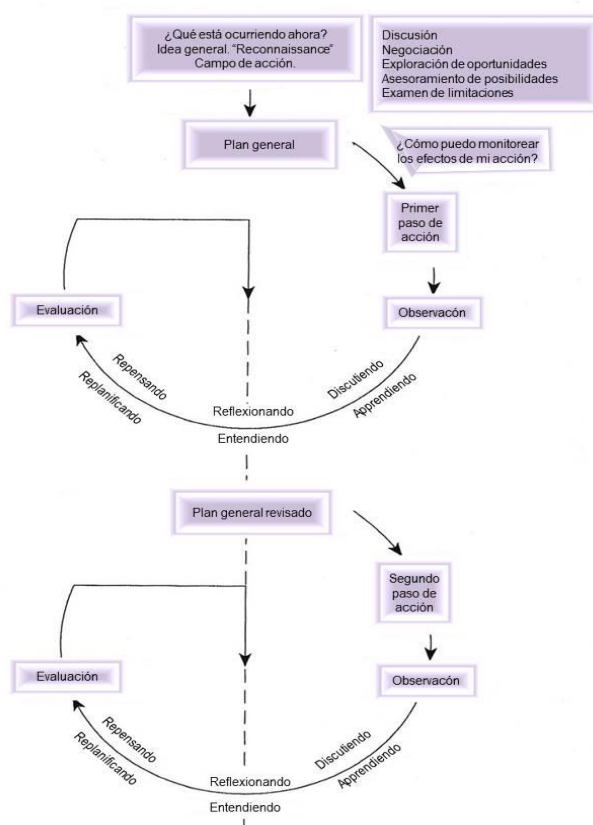 ¿Qué está ocurriendo ahora?
Idea general. "Reconnaissance"
Campo de acción.
Discusión
Negociación
Exploración de oportunidades
Asesoramiento de posibilidades
Examen de limitaciones
Plan general
¿Cómo puedo monitorear
los efectos de mi acción?
Primer
paso de
acción
Evaluación
Observacón
Repensando
Replanificando
Reflexionando
Entendiendo
Discutiendo
Apprendiendo
Plan general revisado
Segundo
paso de
acción
Evaluación
Observacón
Repensando
Replanificando
Reflexionando
Entendiendo
Discutiendo
Apprendiendo